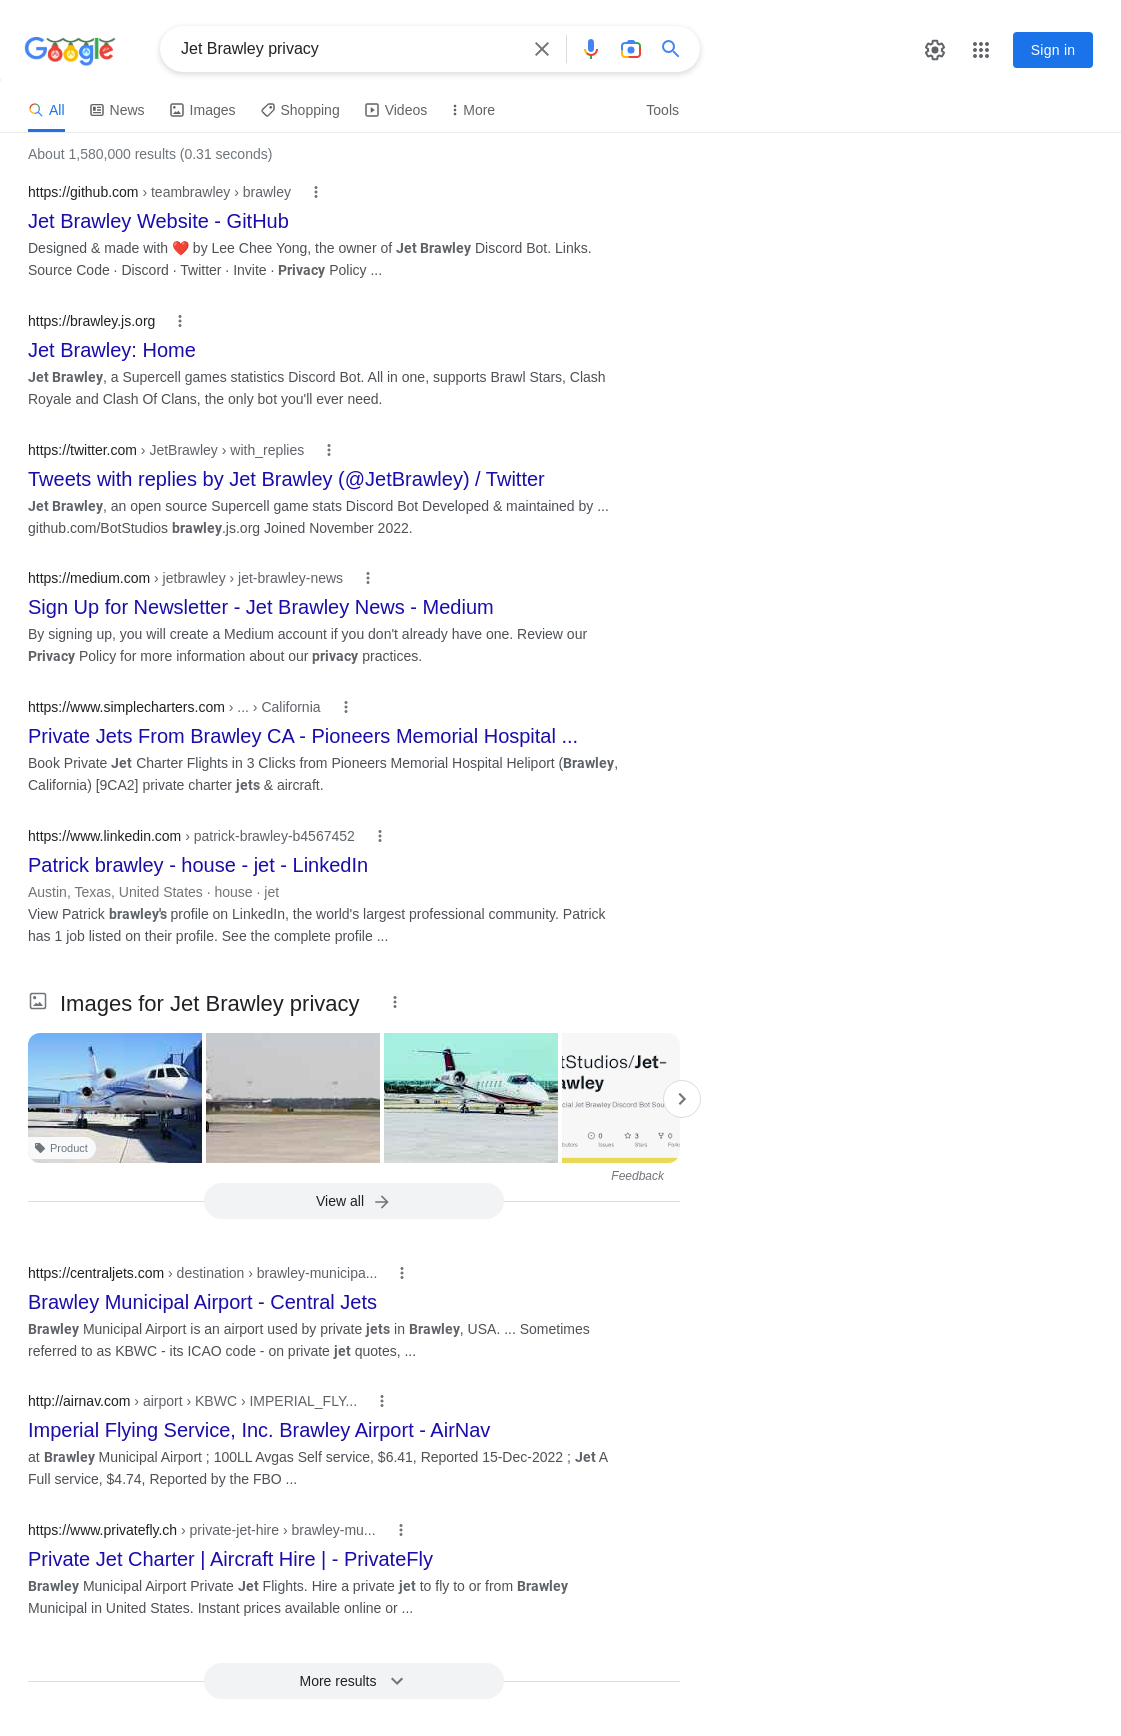 Google
Jet Brawley privacy
Sign in
All
News
Images
Shopping
Videos
More
Tools
About 1,580,000 results (0.31 seconds)
https://github.com › teambrawley › brawley
Jet Brawley Website - GitHub
Designed & made with ❤️ by Lee Chee Yong, the owner of Jet Brawley Discord Bot. Links.
Source Code · Discord · Twitter · Invite · Privacy Policy ...
https://brawley.js.org
Jet Brawley: Home
Jet Brawley, a Supercell games statistics Discord Bot. All in one, supports Brawl Stars, Clash
Royale and Clash Of Clans, the only bot you'll ever need.
https://twitter.com › JetBrawley › with_replies
Tweets with replies by Jet Brawley (@JetBrawley) / Twitter
Jet Brawley, an open source Supercell game stats Discord Bot Developed & maintained by ...
github.com/BotStudios brawley.js.org Joined November 2022.
https://medium.com › jetbrawley › jet-brawley-news
Sign Up for Newsletter - Jet Brawley News - Medium
By signing up, you will create a Medium account if you don't already have one. Review our
Privacy Policy for more information about our privacy practices.
https://www.simplecharters.com › ... › California
Private Jets From Brawley CA - Pioneers Memorial Hospital ...
Book Private Jet Charter Flights in 3 Clicks from Pioneers Memorial Hospital Heliport (Brawley,
California) [9CA2] private charter jets & aircraft.
https://www.linkedin.com › patrick-brawley-b4567452
Patrick brawley - house - jet - LinkedIn
Austin, Texas, United States · house · jet
View Patrick brawley's profile on LinkedIn, the world's largest professional community. Patrick
has 1 job listed on their profile. See the complete profile ...
Images for Jet Brawley privacy
tStudios/Jet-
awley
cial Jet Brawley Discord Bot Sou
0
3
0
butors
Issues
Stars
Forks
Product
Feedback
View all
https://centraljets.com › destination › brawley-municipa...
Brawley Municipal Airport - Central Jets
Brawley Municipal Airport is an airport used by private jets in Brawley, USA. ... Sometimes
referred to as KBWC - its ICAO code - on private jet quotes, ...
http://airnav.com › airport › KBWC › IMPERIAL_FLY...
Imperial Flying Service, Inc. Brawley Airport - AirNav
at Brawley Municipal Airport ; 100LL Avgas Self service, $6.41, Reported 15-Dec-2022 ; Jet A
Full service, $4.74, Reported by the FBO ...
https://www.privatefly.ch › private-jet-hire › brawley-mu...
Private Jet Charter | Aircraft Hire | - PrivateFly
Brawley Municipal Airport Private Jet Flights. Hire a private jet to fly to or from Brawley
Municipal in United States. Instant prices available online or ...
More results